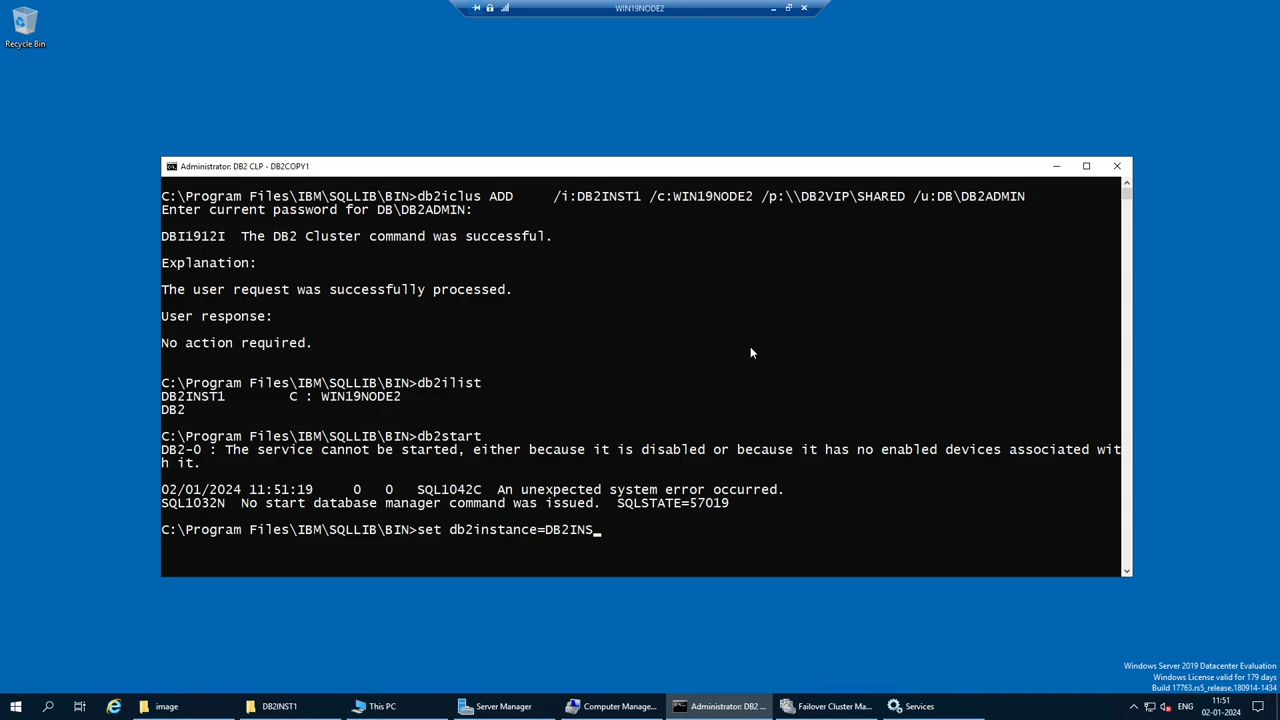 WIN19NODE2
Recycle Bin
Administrator: DB2 CLP - DB2COPY1
C:\Program Files\IBM\SQLLIB\BIN>db2iclus ADD     /i:DB2INST1 /c:WIN19NODE2 /p:\\DB2VIP\SHARED /u:DB\DB2ADMIN
Enter current password for DB\DB2ADMIN:
DBI1912I  The DB2 Cluster command was successful.
Explanation:
The user request was successfully processed.
User response:
No action required.
C:\Program Files\IBM\SQLLIB\BIN>db2ilist
DB2INST1        C : WIN19NODE2
DB2
C:\Program Files\IBM\SQLLIB\BIN>db2start
DB2-0 : The service cannot be started, either because it is disabled or because it has no enabled devices associated wit
h it.
02/01/2024 11:51:19     0   0   SQL1042C  An unexpected system error occurred.
SQL1032N  No start database manager command was issued.  SQLSTATE=57019
C:\Program Files\IBM\SQLLIB\BIN>set db2instance=DB2INS_
Windows Server 2019 Datacenter Evaluation
Windows License valid for 179 days
Build 17763.rs5_release.180914-1434
image
DB2INST1
This PC
Server Manager
Computer Manage...
Administrator: DB2 ...
Failover Cluster Ma...
Services
ENG
11:51
02-01-2024